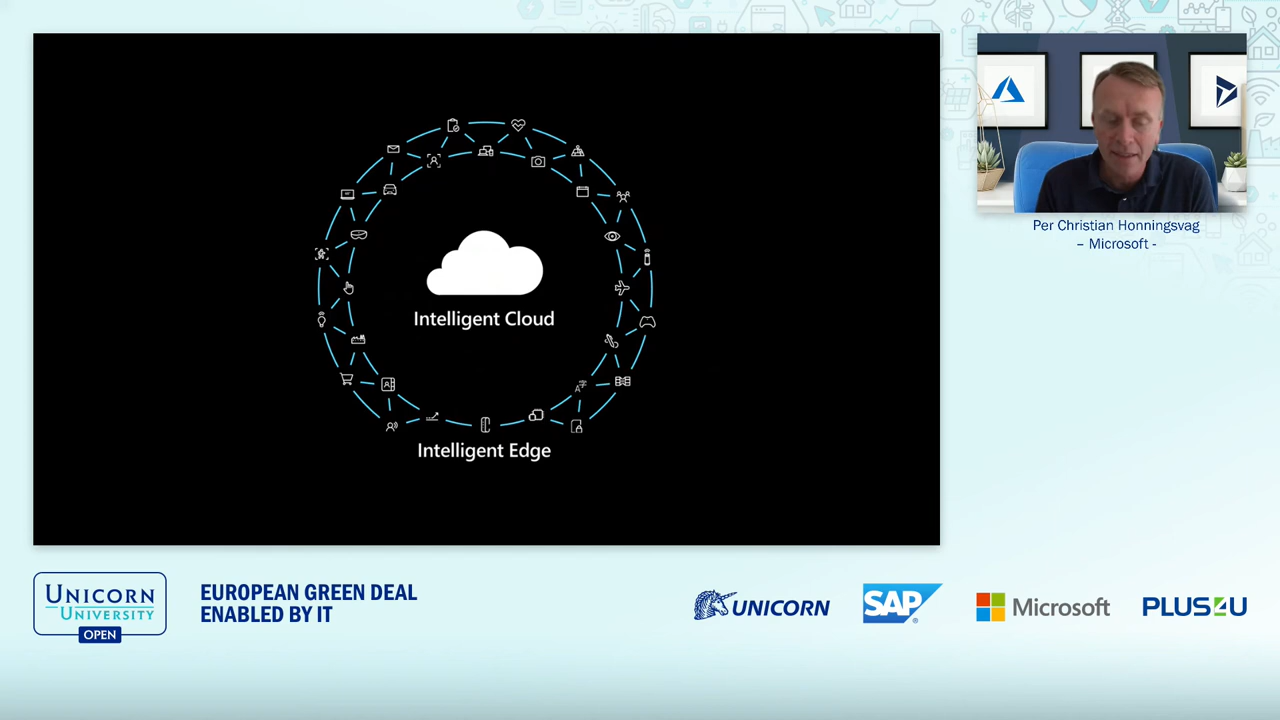 Intelligent Cloud
Intelligent Edge
Per Christian Honningsvag
– Microsoft -
UNICORN
UNIVERSITY
OPEN
EUROPEAN GREEN DEAL
ENABLED BY IT
UNICORN
SAP
Microsoft
PLUS4U